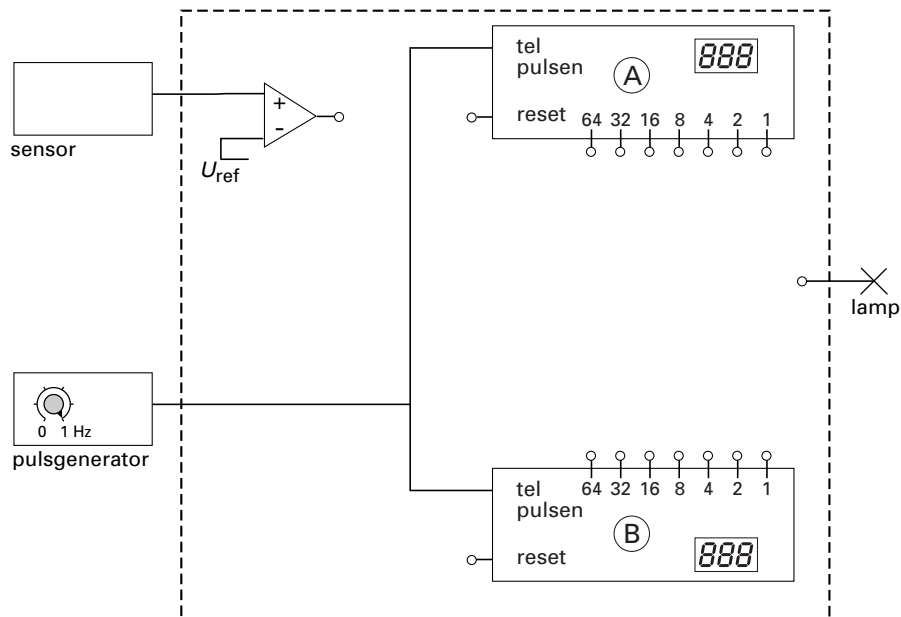 tel
pulsen
A
888
reset
64 32 16 8 4 2 1
sensor
+
-
Uref
lamp
0 1 Hz
pulsgenerator
64 32 16 8 4 2 1
tel
pulsen
B
888
reset